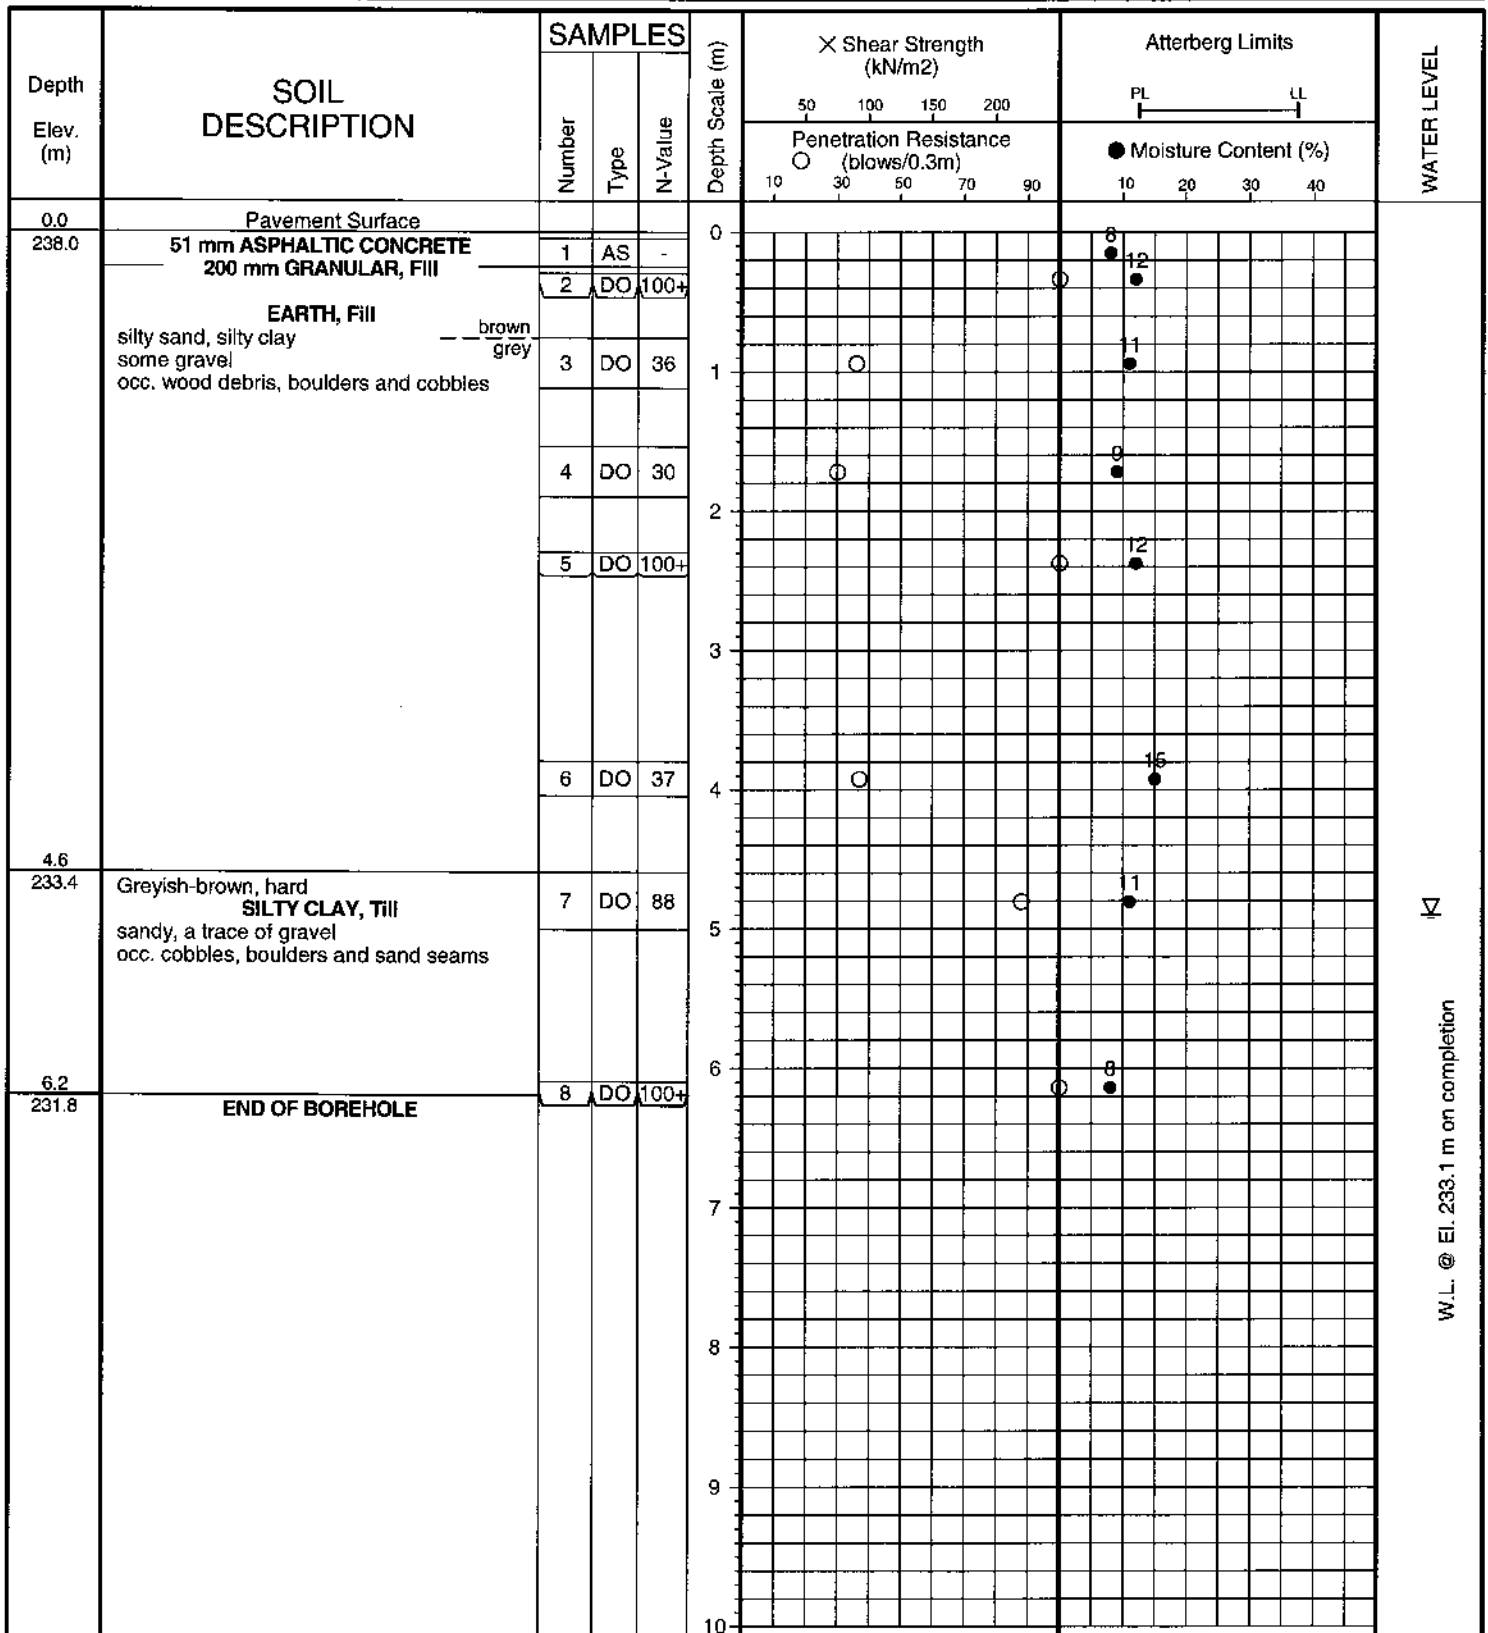 Depth
Elev.
(m)
SOIL
DESCRIPTION
SAMPLES
Number
Type
N-Value
Depth Scale (m)
X Shear Strength
(kN/m2)
50 100 150 200
Penetration Resistance
(blows/0.3m)
10 30 50 70 90
Atterberg Limits
PL LL
Moisture Content (%)
10 20 30 40
WATER LEVEL
0.0 Pavement Surface
238.0 51 mm ASPHALTIC CONCRETE
200 mm GRANULAR, Fill
EARTH, Fill
brown
silty sand, silty clay
grey
some gravel
occ. wood debris, boulders and cobbles
1 AS -
2 DO 100+
3 DO 36
4 DO 30
5 DO 100+
6 DO 37
4.6
233.4
Greyish-brown, hard
SILTY CLAY, Till
sandy, a trace of gravel
occ. cobbles, boulders and sand seams
7 DO 88
6.2
231.8
8 DO 100+
END OF BOREHOLE
0
1
2
3
4
5
6
7
8
9
10
8
12
11
9
12
15
11
8
W.L. @ El. 233.1 m on completion